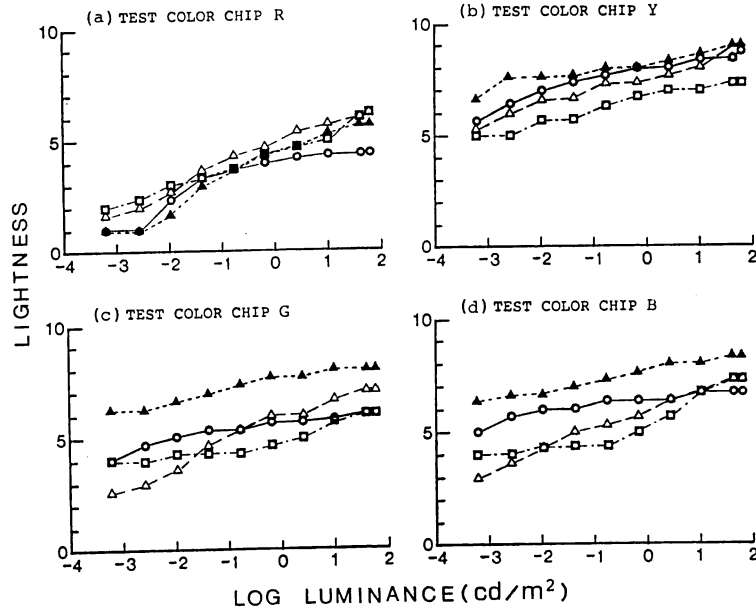 (a) TEST COLOR CHIP R
(b) TEST COLOR CHIP Y
10
5
0
-4 -3 -2 -1 0 1 2
10
5
0
-4 -3 -2 -1 0 1 2
LIGHTNESS
(c) TEST COLOR CHIP G
(d) TEST COLOR CHIP B
10
5
0
-4 -3 -2 -1 0 1 2
10
5
0
-4 -3 -2 -1 0 1 2
LOG LUMINANCE(cd/m²)